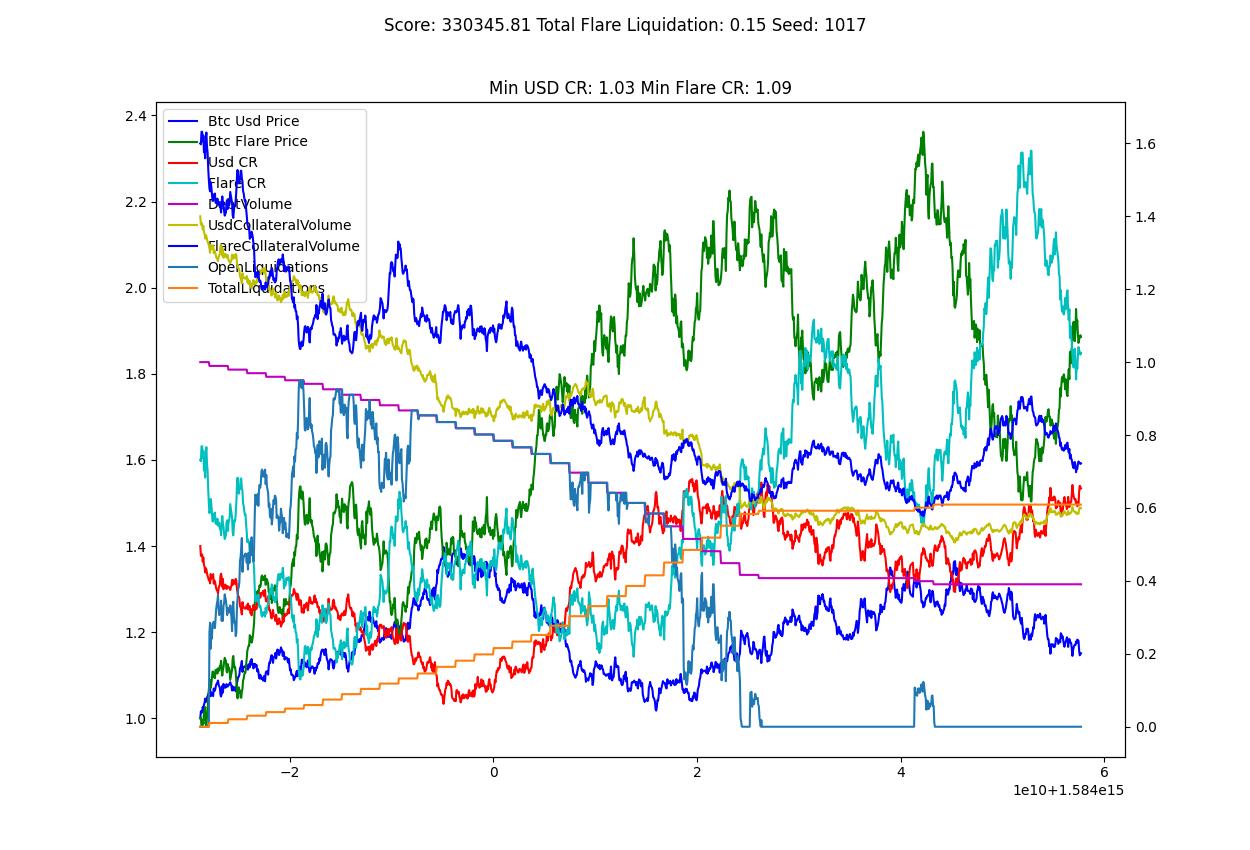 Score: 330345.81 Total Flare Liquidation: 0.15 Seed: 1017
Min USD CR: 1.03 Min Flare CR: 1.09
Btc Usd Price
Btc Flare Price
Usd CR
Flare CR
DebtVolume
UsdCollateralVolume
FlareCollateralVolume
OpenLiquidations
TotalLiquidations
2.4
2.2
2.0
1.8
1.6
1.4
1.2
1.0
1.6
1.4
1.2
1.0
0.8
0.6
0.4
0.2
0.0
−2
0
2
4
6
1e10+1.584e15